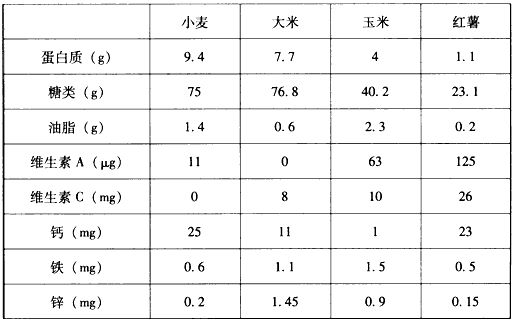 小麦 大米 玉米 红薯
蛋白质（g） 9.4 7.7 4 1.1
糖类（g） 75 76.8 40.2 23.1
油脂（g） 1.4 0.6 2.3 0.2
维生素 A（μg） 11 0 63 125
维生素 C（mg） 0 8 10 26
钙（mg） 25 11 1 23
铁（mg） 0.6 1.1 1.5 0.5
锌（mg） 0.2 1.45 0.9 0.15